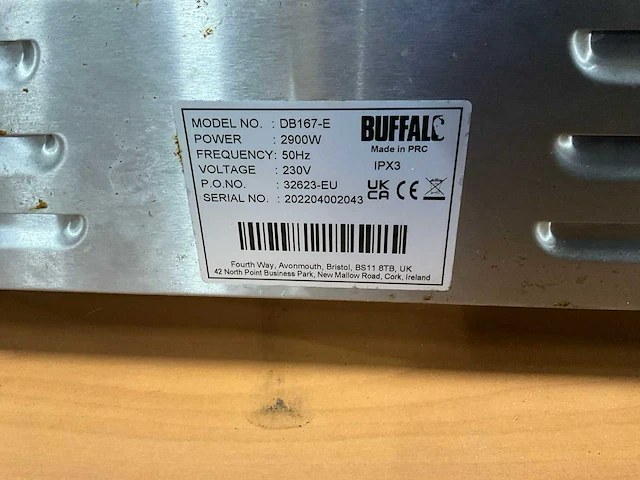 MODEL NO. : DB167-E
POWER : 2900W
FREQUENCY: 50Hz
VOLTAGE : 230V
P.O.NO. : 32623-EU
SERIAL NO. : 202204002043
BUFFALO
Made in PRC
IPX3
UK CA CE
Fourth Way, Avonmouth, Bristol, BS11 8TB, UK
42 North Point Business Park, New Mallow Road, Cork, Ireland